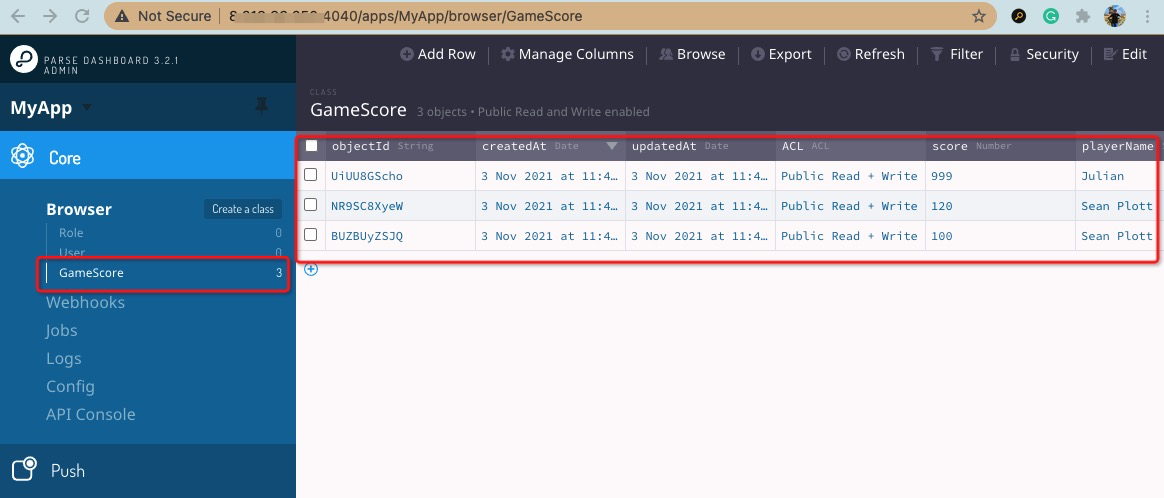 Not Secure 4040/apps/MyApp/browser/GameScore
PARSE DASHBOARD 3.2.1
ADMIN
MyApp
Core
Browser Create a class
Role 0
User 0
GameScore 3
Webhooks
Jobs
Logs
Config
API Console
Push
Add Row Manage Columns Browse Export Refresh Filter Security Edit
CLASS
GameScore 3 objects • Public Read and Write enabled
objectId String createdAt Date updatedAt Date ACL ACL score Number playerName
UiUU8GScho 3 Nov 2021 at 11:4… 3 Nov 2021 at 11:4… Public Read + Write 999 Julian
NR9SC8XyeW 3 Nov 2021 at 11:4… 3 Nov 2021 at 11:4… Public Read + Write 120 Sean Plott
BUZBUyZSJQ 3 Nov 2021 at 11:4… 3 Nov 2021 at 11:4… Public Read + Write 100 Sean Plott